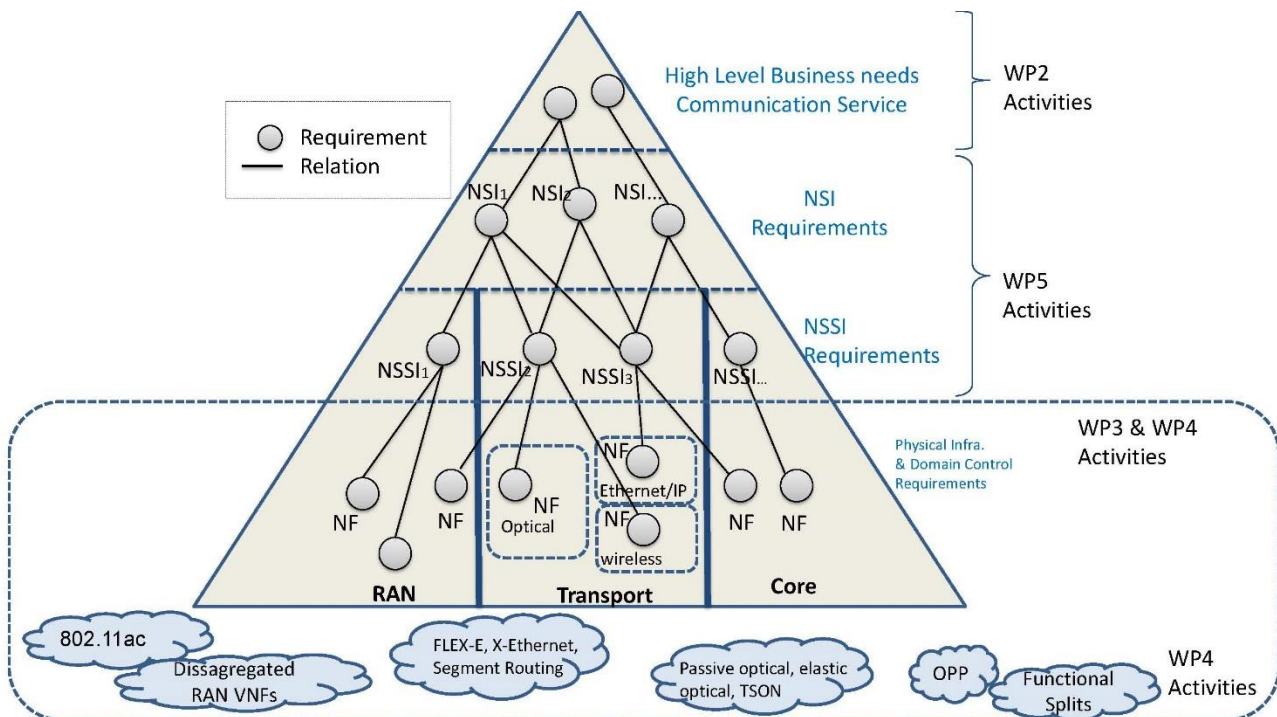 High Level Business needs
Communication Service
WP2
Activities
Requirement
Relation
NSI1
NSI2
NSI...
NSI
Requirements
WP5
Activities
NSSI
Requirements
NSSI1
NSSI2
NSSI3
NSSI...
WP3 & WP4
Activities
Physical Infra.
& Domain Control
Requirements
NF
NF
NF
Optical
NF
Ethernet/IP
NF
wireless
NF
NF
RAN
Transport
Core
802.11ac
Dissagregated
RAN VNFs
FLEX-E, X-Ethernet,
Segment Routing
Passive optical, elastic
optical, TSON
OPP
Functional
Splits
WP4
Activities